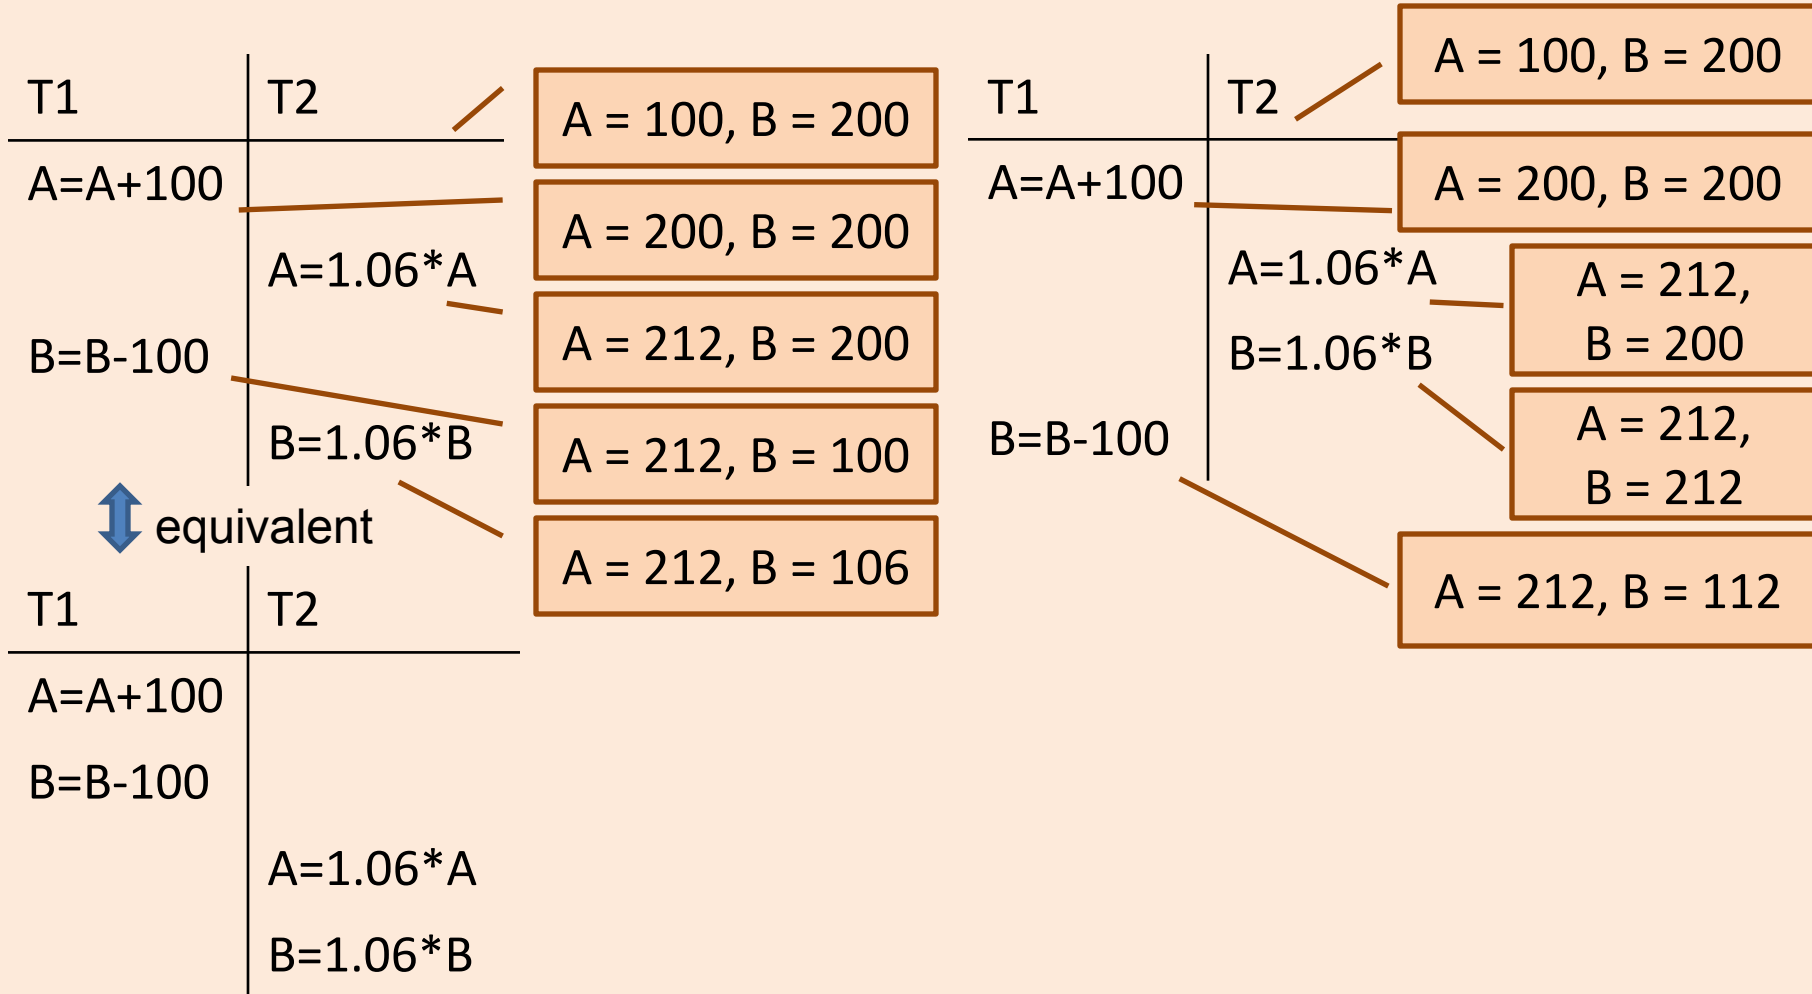 T1
T2
A=A+100
A=1.06*A
B=B-100
B=1.06*B
A = 100, B = 200
A = 200, B = 200
A = 212, B = 200
A = 212, B = 100
A = 212, B = 106
equivalent
T1
T2
A=A+100
B=B-100
A=1.06*A
B=1.06*B
T1
T2
A=A+100
A=1.06*A
B=1.06*B
B=B-100
A = 100, B = 200
A = 200, B = 200
A = 212,
B = 200
A = 212,
B = 212
A = 212, B = 112